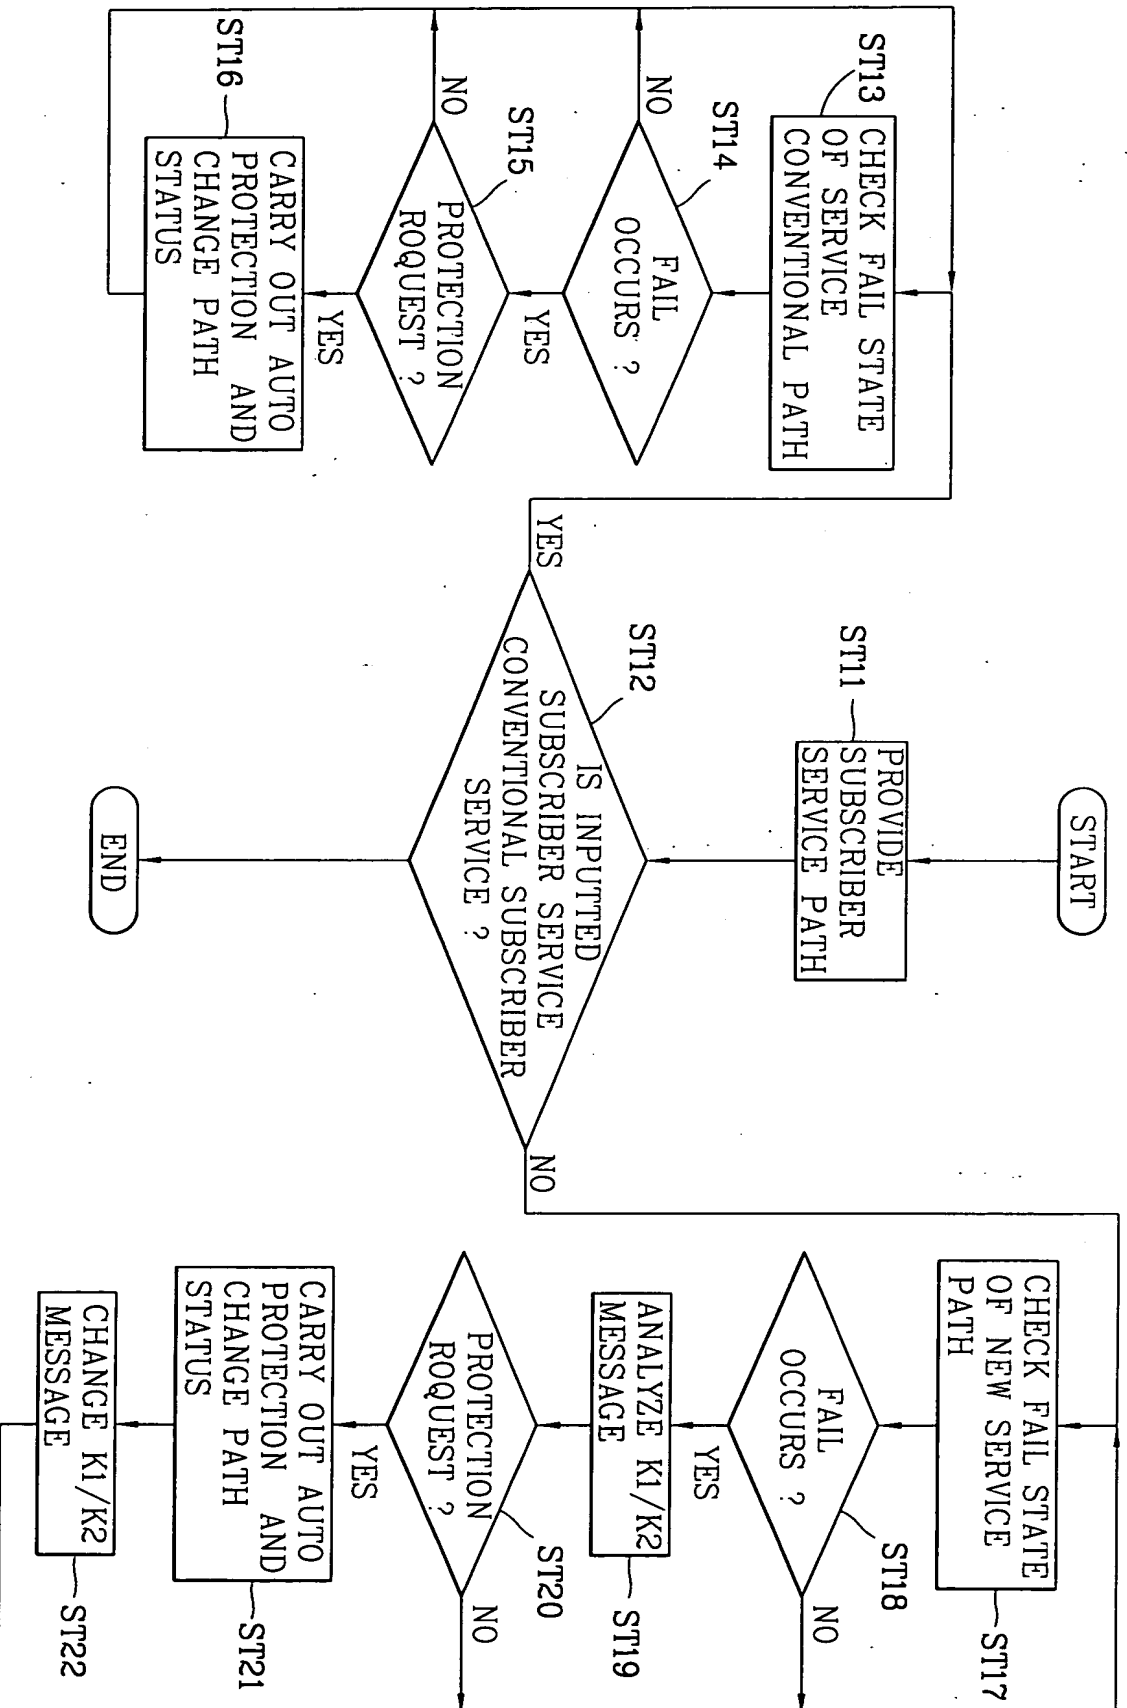 START
ST11
PROVIDE
SUBSCRIBER
SERVICE PATH
ST12
IS INPUTTED
SUBSCRIBER SERVICE
CONVENTIONAL SUBSCRIBER
SERVICE ?
YES
NO
END
ST13
CHECK FAIL STATE
OF SERVICE
CONVENTIONAL PATH
ST14
FAIL
OCCURS ?
NO
YES
ST15
PROTECTION
ROQUEST ?
NO
YES
ST16
CARRY OUT AUTO
PROTECTION AND
CHANGE PATH
STATUS
CHECK FAIL STATE
OF NEW SERVICE
PATH
ST17
FAIL
OCCURS ?
ST18
NO
YES
ANALYZE K1/K2
MESSAGE
ST19
PROTECTION
ROQUEST ?
ST20
NO
YES
CARRY OUT AUTO
PROTECTION AND
CHANGE PATH
STATUS
ST21
CHANGE K1/K2
MESSAGE
ST22